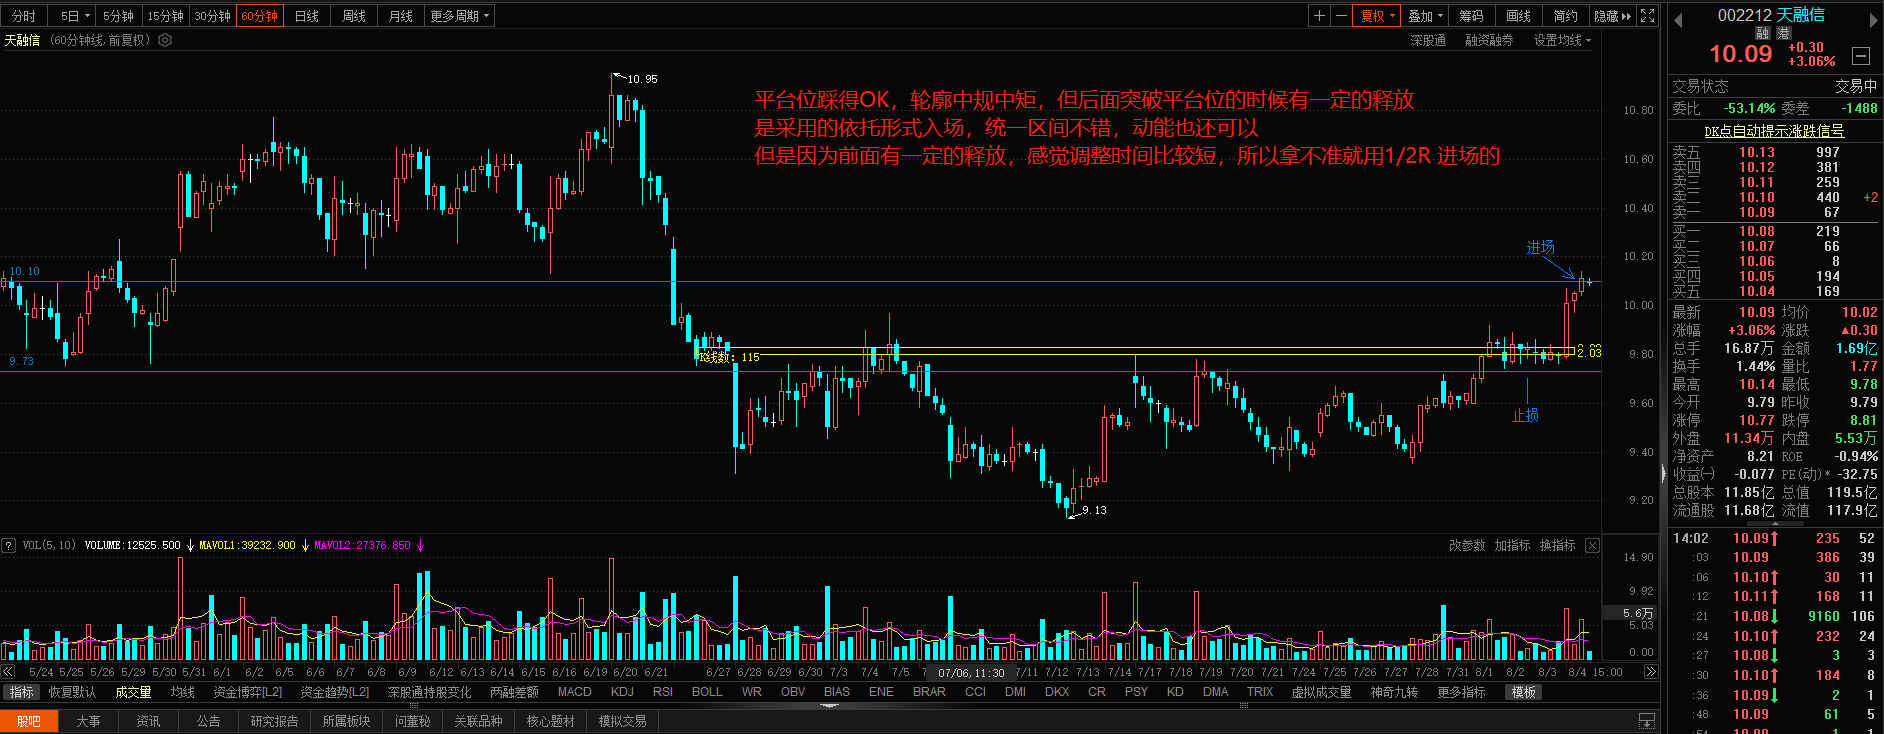 分时 5日 5分钟 15分钟 30分钟 60分钟 日线 周线 月线 更多周期
复权 叠加 筹码 画线 简约 隐藏
天融信 (60分钟线,前复权)
深股通 融资融券 设置均线
10.95
平台位踩得OK，轮廓中规中矩，但后面突破平台位的时候有一定的释放
是采用的依托形式入场，统一区间不错，动能也还可以
但是因为前面有一定的释放，感觉调整时间比较短，所以拿不准就用1/2R 进场的
进场
10.10
9.73
K线数: 115
2.03
止损
9.13
10.80
10.60
10.40
10.20
10.00
9.80
9.60
9.40
9.20
? VOL(5,10) VOLUME:12525.500 ↓ MAVOL1:39232.900 ↓ MAVOL2:27376.850 ↓
改参数 加指标 换指标
14.90
9.92
5.6万
5.03
0.00
5/24 5/25 5/26 5/29 5/30 5/31 6/1 6/2 6/5 6/6 6/7 6/8 6/9 6/12 6/13 6/14 6/15 6/16 6/19 6/20 6/21 6/27 6/28 6/29 6/30 7/3 7/4 7/5 07/06, 11:30 7/11 7/12 7/13 7/14 7/17 7/18 7/19 7/20 7/21 7/24 7/25 7/26 7/27 7/28 7/31 8/1 8/2 8/3 8/4 15:00
指标 恢复默认 成交量 均线 资金博弈[L2] 资金趋势[L2] 深股通持股变化 两融差额 MACD KDJ RSI BOLL WR OBV BIAS ENE BRAR CCI DMI DKX CR PSY KD DMA TRIX 虚拟成交量 神奇九转 更多指标 模板
股吧 大事 资讯 公告 研究报告 所属板块 问董秘 关联品种 核心题材 模拟交易
002212 天融信
融 港
10.09 +0.30
+3.06%
交易状态 交易中
委比 -53.14% 委差 -1488
DK点自动提示涨跌信号
卖五 10.13 997
卖四 10.12 381
卖三 10.11 259
卖二 10.10 440 +2
卖一 10.09 67
买一 10.08 219
买二 10.07 66
买三 10.06 8
买四 10.05 194
买五 10.04 169
最新 10.09 均价 10.02
涨幅 +3.06% 涨跌 ▲0.30
总手 16.87万 金额 1.69亿
换手 1.44% 量比 1.77
最高 10.14 最低 9.78
今开 9.79 昨收 9.79
涨停 10.77 跌停 8.81
外盘 11.34万 内盘 5.53万
净资产 8.21 ROE -0.94%
收益(一) -0.077 PE(动)* -32.75
总股本 11.85亿 总值 119.5亿
流通股 11.68亿 流值 117.9亿
14:02 10.09↑ 235 52
:03 10.09 386 39
:06 10.10↑ 30 11
:12 10.11↑ 168 11
:21 10.08↓ 9160 106
:24 10.10↑ 232 24
:27 10.08↓ 3 3
:30 10.10↑ 184 8
:36 10.09↓ 2 1
:48 10.09 61 5